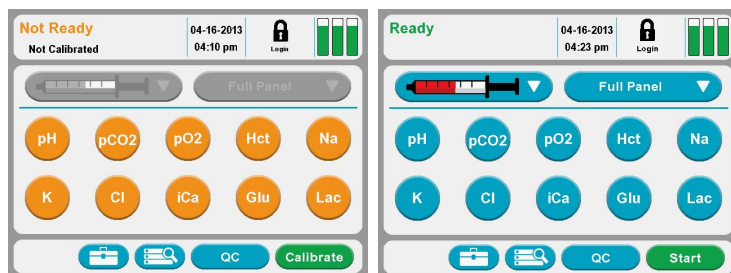 Not Ready
Not Calibrated
04-16-2013
04:10 pm
Login
Full Panel
pH pCO2 pO2 Hct Na
K Cl iCa Glu Lac
QC Calibrate
Ready
04-16-2013
04:23 pm
Login
Full Panel
pH pCO2 pO2 Hct Na
K Cl iCa Glu Lac
QC Start